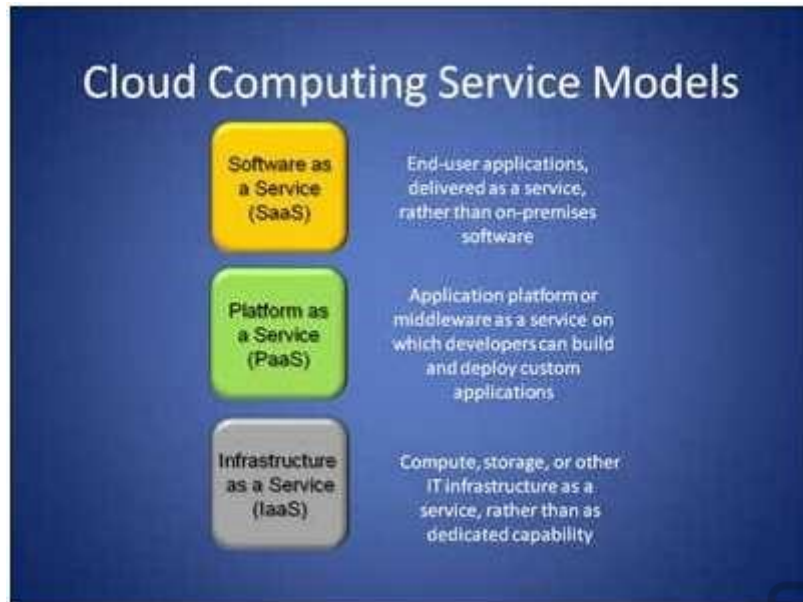 Cloud Computing Service Models
Software as
a Service
(SaaS)
End-user applications,
delivered as a service,
rather than on-premises
software
Platform as
a Service
(PaaS)
Application platform or
middleware as a service on
which developers can build
and deploy custom
applications
Infrastructure
as a Service
(IaaS)
Compute, storage, or other
IT infrastructure as a
service, rather than as
dedicated capability